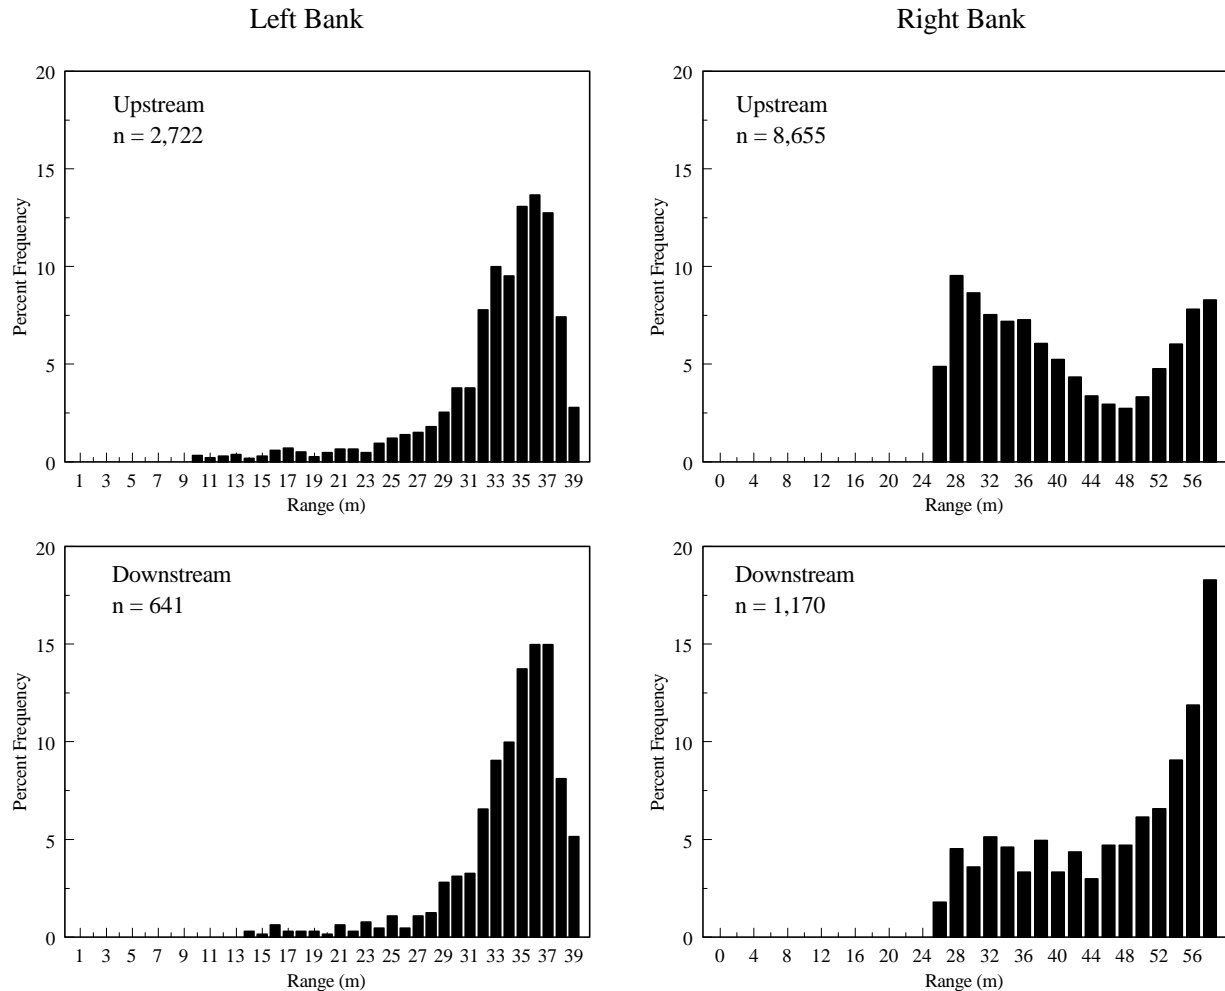 Left Bank
Right Bank
Upstream
n = 2,722
20
15
10
5
0
Percent Frequency
1 3 5 7 9 11 13 15 17 19 21 23 25 27 29 31 33 35 37 39
Range (m)
Upstream
n = 8,655
20
15
10
5
0
Percent Frequency
0 4 8 12 16 20 24 28 32 36 40 44 48 52 56
Range (m)
Downstream
n = 641
20
15
10
5
0
Percent Frequency
1 3 5 7 9 11 13 15 17 19 21 23 25 27 29 31 33 35 37 39
Range (m)
Downstream
n = 1,170
20
15
10
5
0
Percent Frequency
0 4 8 12 16 20 24 28 32 36 40 44 48 52 56
Range (m)